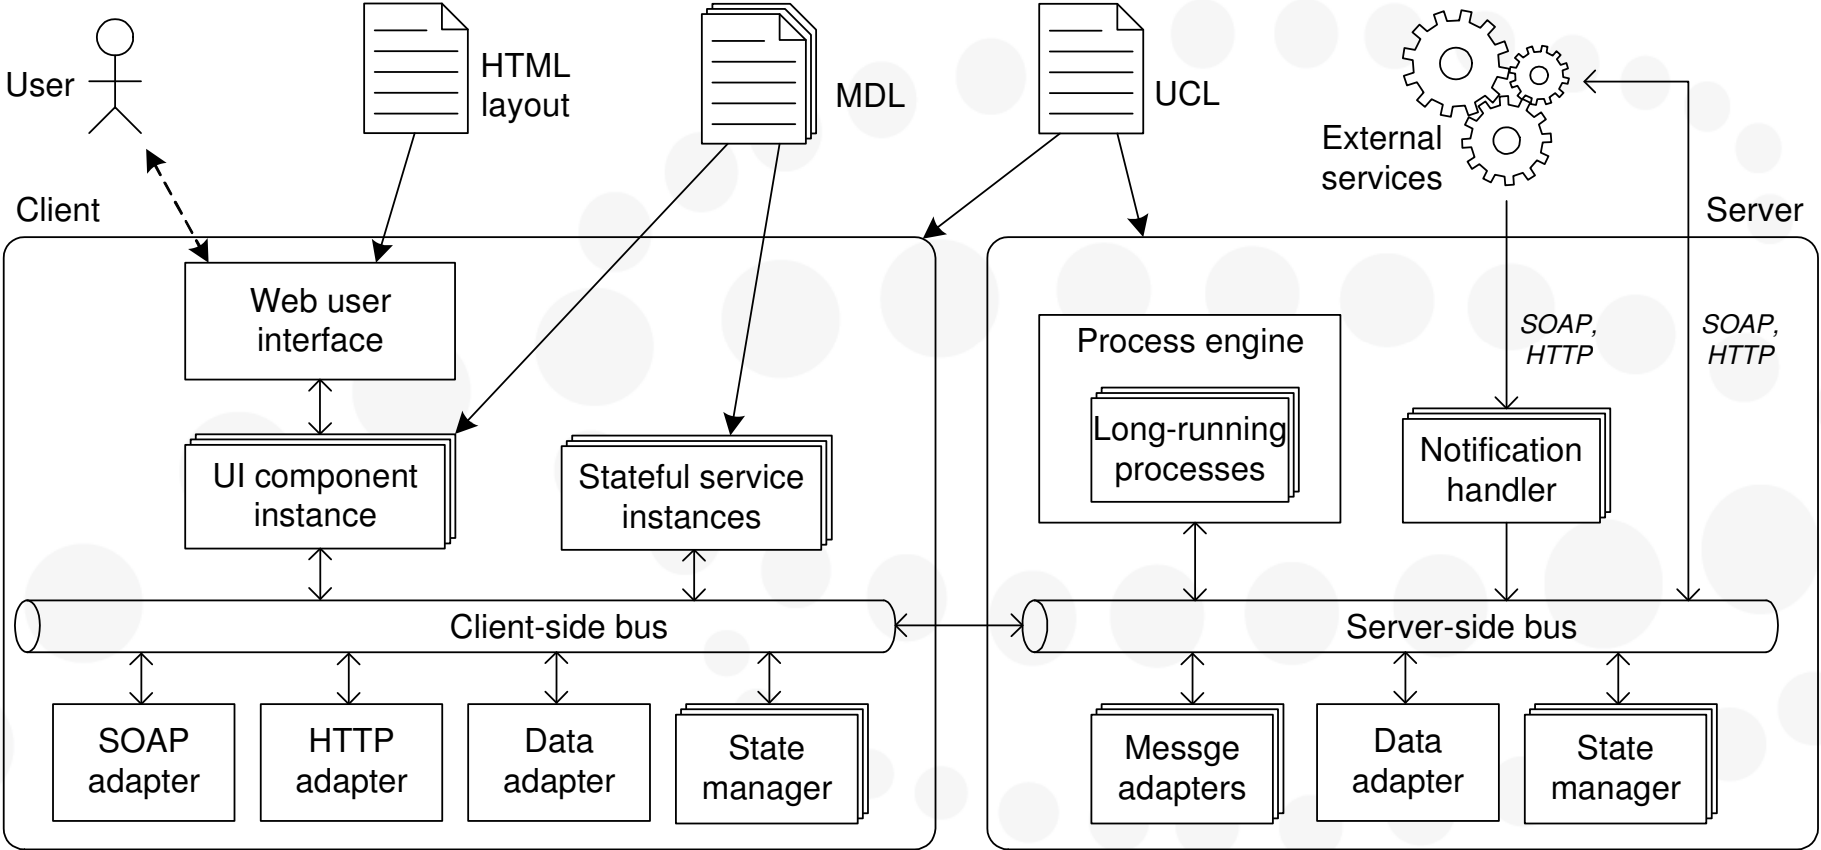 User
HTML
layout
MDL
UCL
External
services
Client
Server
Web user
interface
SOAP,
HTTP
SOAP,
HTTP
Process engine
Long-running
processes
Notification
handler
UI component
instance
Stateful service
instances
Client-side bus
Server-side bus
SOAP
adapter
HTTP
adapter
Data
adapter
State
manager
Messge
adapters
Data
adapter
State
manager